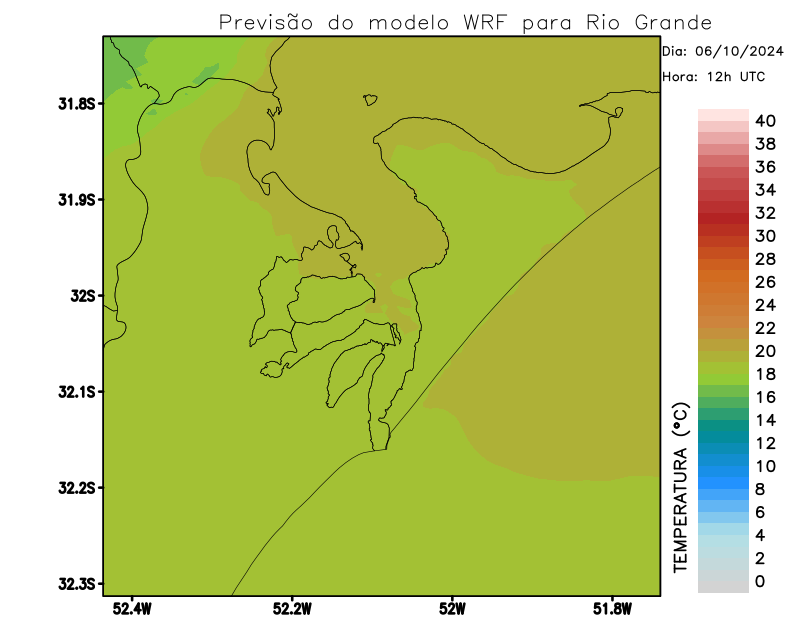 Previsão do modelo WRF para Rio Grande
Dia: 06/10/2024
Hora: 12h UTC
31.8S
31.9S
32S
32.1S
32.2S
32.3S
52.4W
52.2W
52W
51.8W
TEMPERATURA (°C)
40
38
36
34
32
30
28
26
24
22
20
18
16
14
12
10
8
6
4
2
0